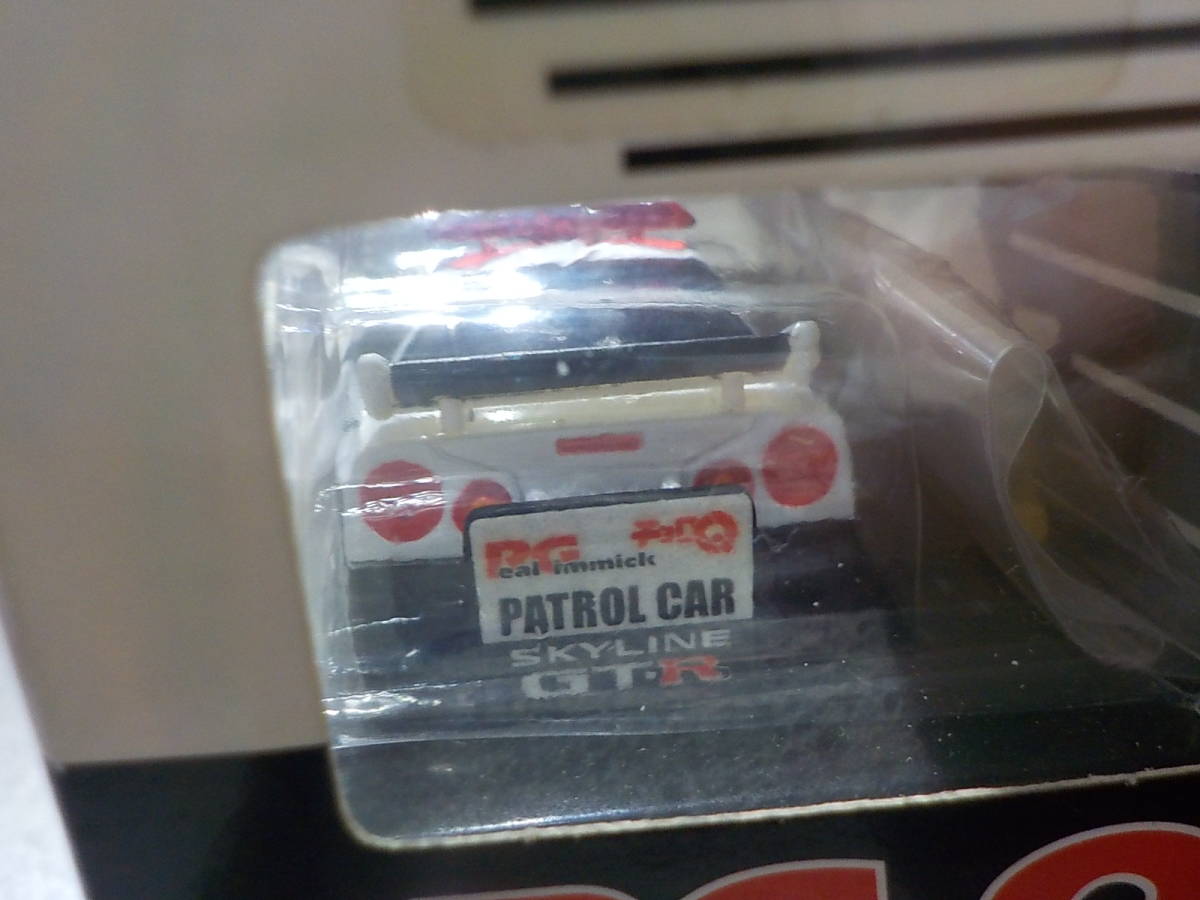 RG チョロQ
eal immick
PATROL CAR
SKYLINE
GT-R